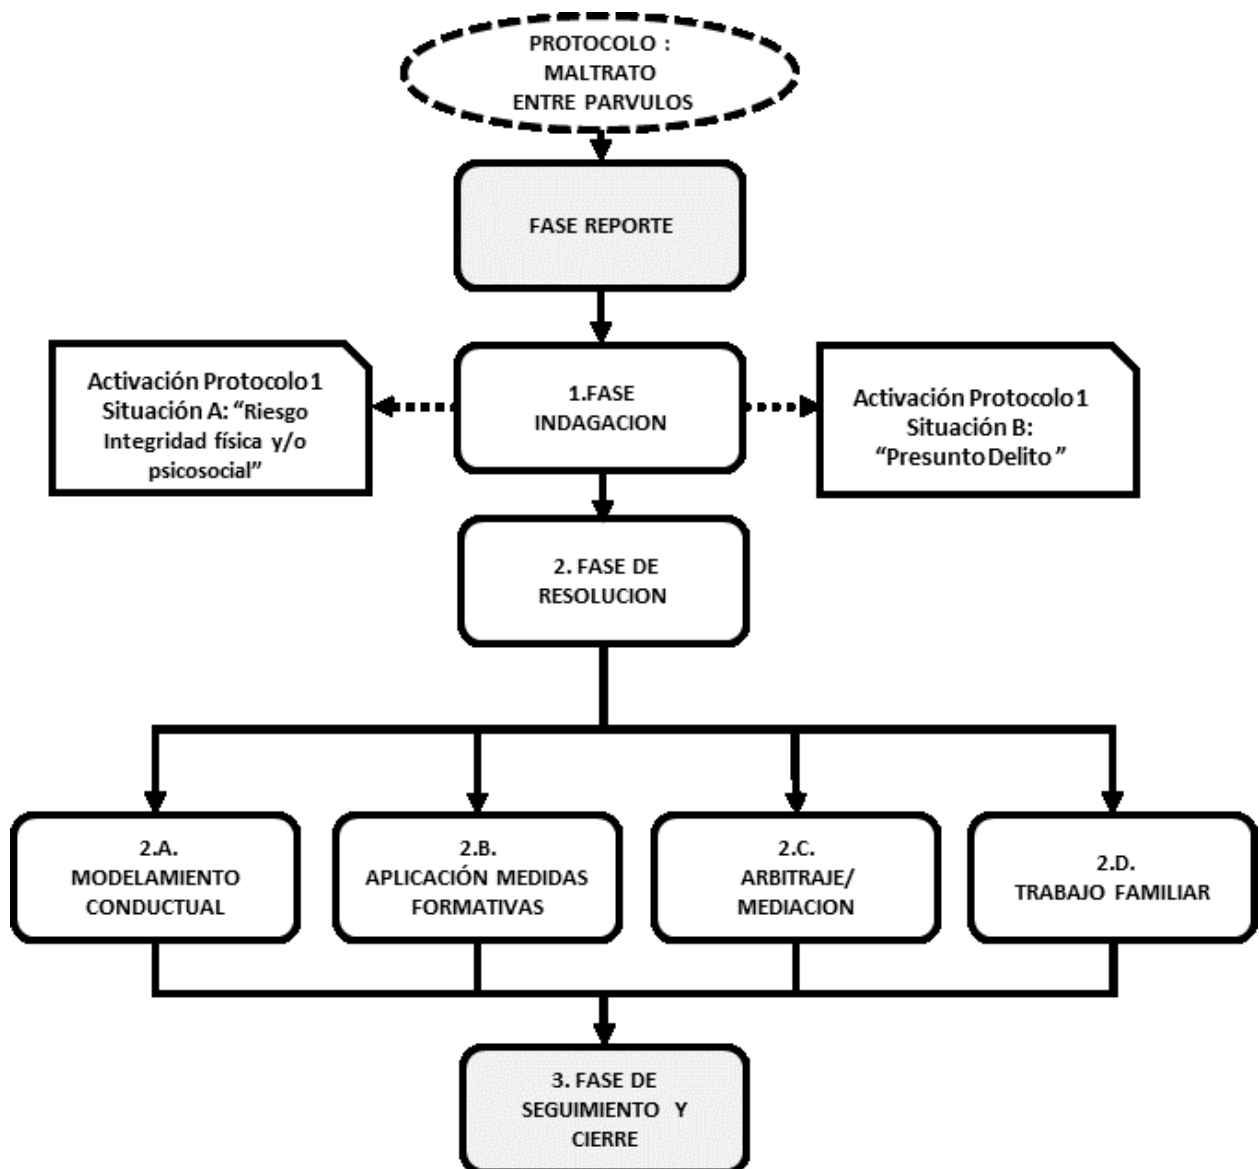 PROTOCOLO :
MALTRATO
ENTRE PARVULOS
FASE REPORTE
Activación Protocolo 1
Situación A: “Riesgo
Integridad física y/o
psicosocial”
1.FASE
INDAGACION
Activación Protocolo 1
Situación B:
“Presunto Delito ”
2. FASE DE
RESOLUCION
2.A.
MODELAMIENTO
CONDUCTUAL
2.B.
APLICACIÓN MEDIDAS
FORMATIVAS
2.C.
ARBITRAJE/
MEDIACION
2.D.
TRABAJO FAMILIAR
3. FASE DE
SEGUIMIENTO Y
CIERRE